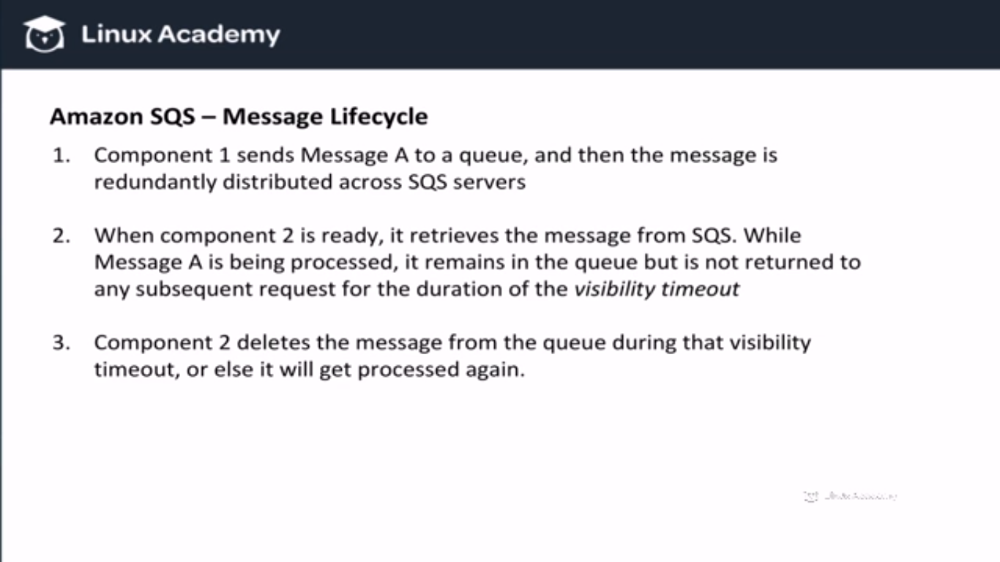 Linux Academy
Amazon SQS – Message Lifecycle
1. Component 1 sends Message A to a queue, and then the message is
redundantly distributed across SQS servers
2. When component 2 is ready, it retrieves the message from SQS. While
Message A is being processed, it remains in the queue but is not returned to
any subsequent request for the duration of the visibility timeout
3. Component 2 deletes the message from the queue during that visibility
timeout, or else it will get processed again.
Linux Academy